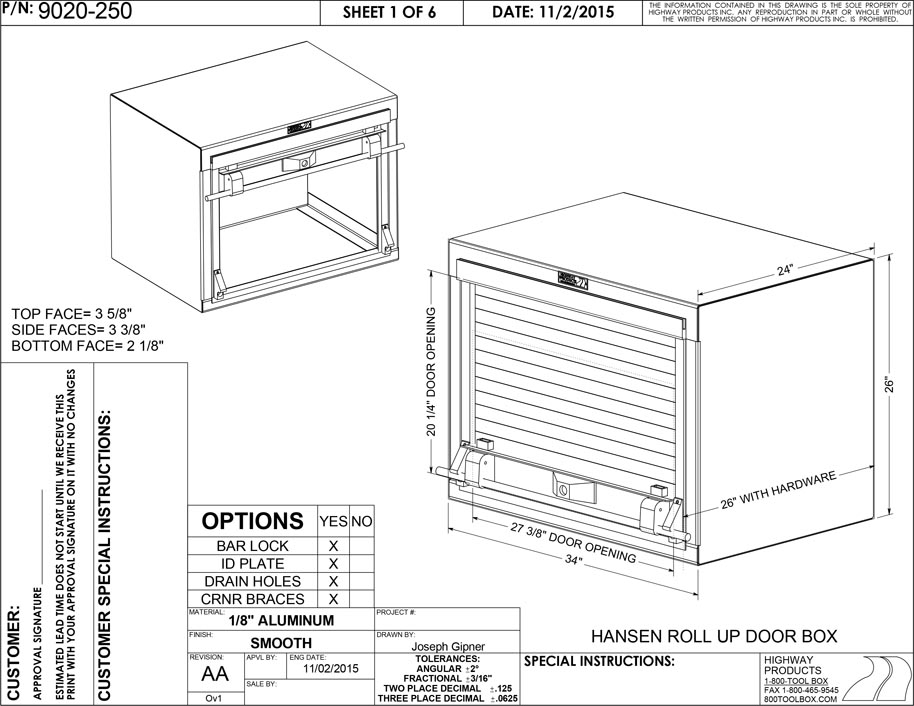 P/N: 9020-250
SHEET 1 OF 6
DATE: 11/2/2015
THE INFORMATION CONTAINED IN THIS DRAWING IS THE SOLE PROPERTY OF
HIGHWAY PRODUCTS INC. ANY REPRODUCTION IN PART OR WHOLE WITHOUT
THE WRITTEN PERMISSION OF HIGHWAY PRODUCTS INC. IS PROHIBITED.
TOP FACE= 3 5/8"
SIDE FACES= 3 3/8"
BOTTOM FACE= 2 1/8"
24"
20 1/4" DOOR OPENING
26"
26" WITH HARDWARE
27 3/8" DOOR OPENING
34"
CUSTOMER:
APPROVAL SIGNATURE
ESTIMATED LEAD TIME DOES NOT START UNTIL WE RECEIVE THIS
PRINT WITH YOUR APPROVAL SIGNATURE ON IT WITH NO CHANGES
CUSTOMER SPECIAL INSTRUCTIONS:
OPTIONS YES NO
BAR LOCK X
ID PLATE X
DRAIN HOLES X
CRNR BRACES X
MATERIAL:
1/8" ALUMINUM
PROJECT #:
FINISH:
SMOOTH
DRAWN BY:
Joseph Gipner
REVISION:
AA
Ov1
APVL BY:
ENG DATE:
11/02/2015
SALE BY:
TOLERANCES:
ANGULAR ±2°
FRACTIONAL ±3/16"
TWO PLACE DECIMAL ±.125
THREE PLACE DECIMAL ±.0625
HANSEN ROLL UP DOOR BOX
SPECIAL INSTRUCTIONS:
HIGHWAY
PRODUCTS
1-800-TOOL BOX
FAX 1-800-465-9545
800TOOLBOX.COM